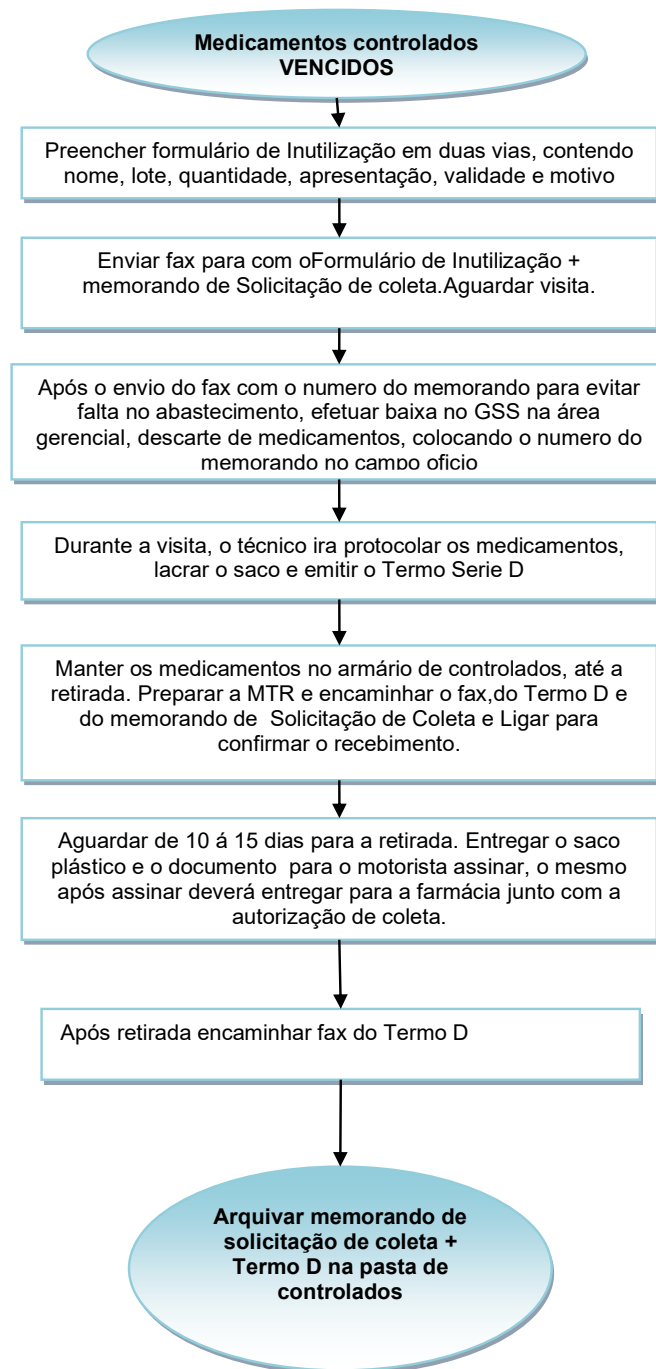 Medicamentos controlados
VENCIDOS
Preencher formulário de Inutilização em duas vias, contendo
nome, lote, quantidade, apresentação, validade e motivo
Enviar fax para com oFormulário de Inutilização +
memorando de Solicitação de coleta.Aguardar visita.
Após o envio do fax com o numero do memorando para evitar
falta no abastecimento, efetuar baixa no GSS na área
gerencial, descarte de medicamentos, colocando o numero do
memorando no campo oficio
Durante a visita, o técnico ira protocolar os medicamentos,
lacrar o saco e emitir o Termo Serie D
Manter os medicamentos no armário de controlados, até a
retirada. Preparar a MTR e encaminhar o fax,do Termo D e
do memorando de Solicitação de Coleta e Ligar para
confirmar o recebimento.
Aguardar de 10 á 15 dias para a retirada. Entregar o saco
plástico e o documento para o motorista assinar, o mesmo
após assinar deverá entregar para a farmácia junto com a
autorização de coleta.
Após retirada encaminhar fax do Termo D
Arquivar memorando de
solicitação de coleta +
Termo D na pasta de
controlados